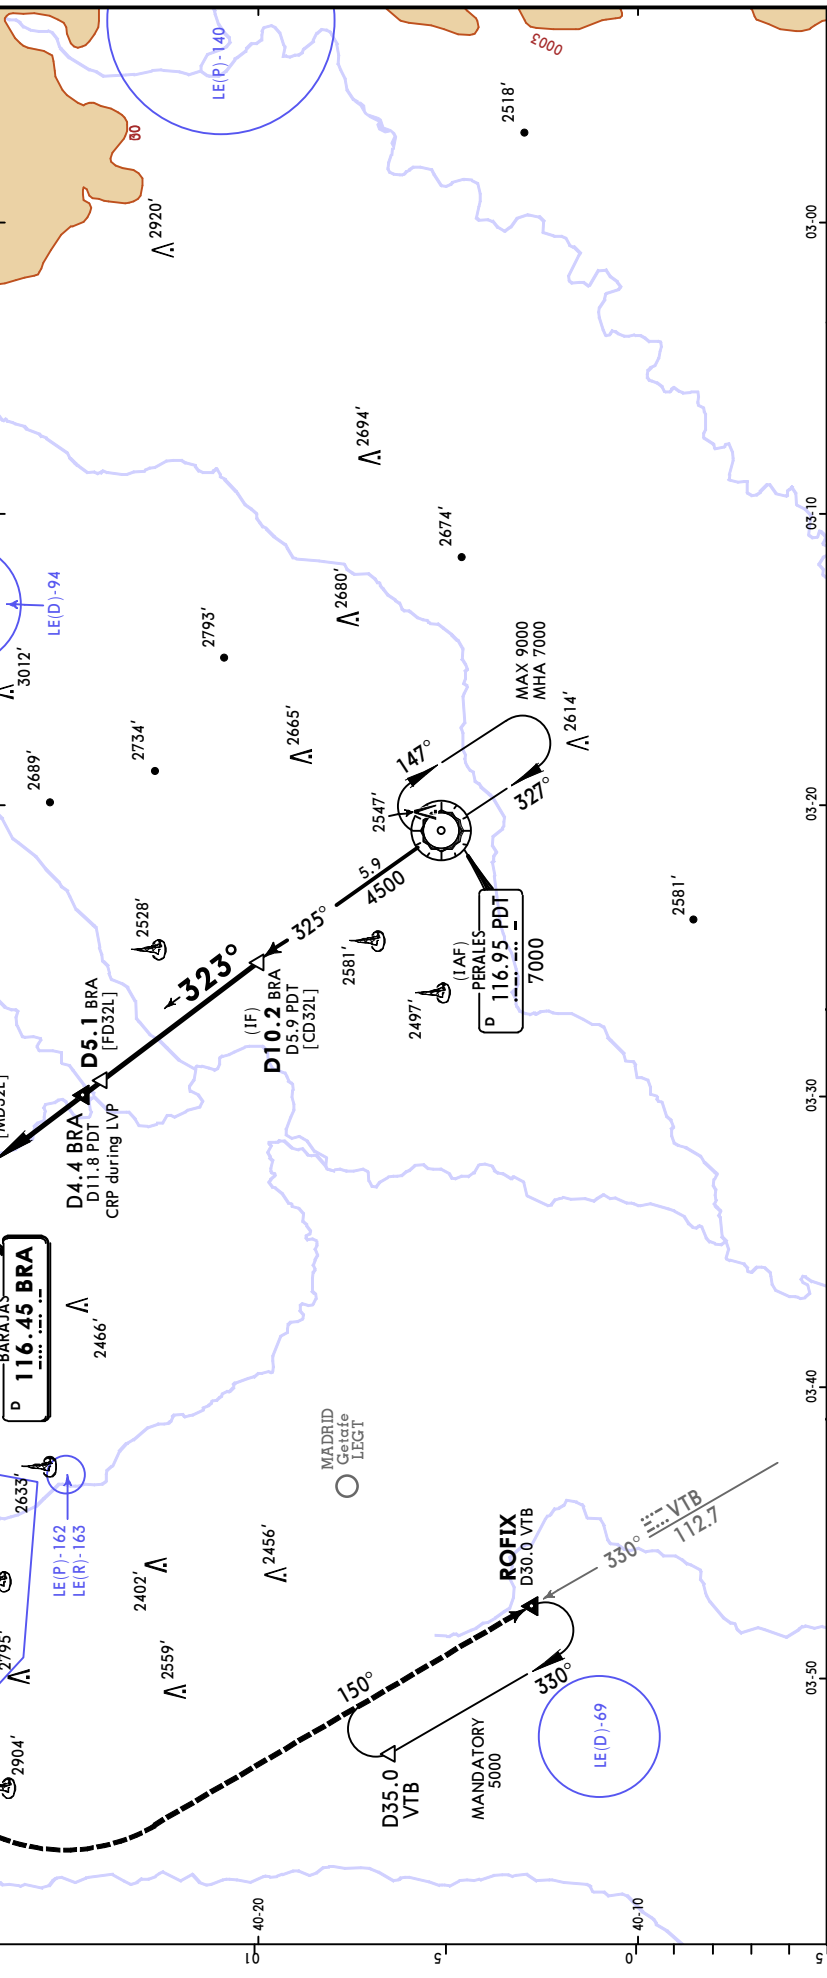 LE(P)-140
3000
2518'
60
2920'
03-00
2694'
03-10
2674'
LE(D)-94
2680'
2793'
3012'
MAX 9000
MHA 7000
2614'
2665'
2734'
2689'
147°
327°
2547'
03-20
5.9
4500
2581'
2528'
325°
323°
2581'
(IAF)
PERALES
D 116.95 PDT
7000
2497'
D5.1 BRA
[FD32L]
(IF)
D10.2 BRA
D5.9 PDT
[CD32L]
03-30
[MD32L]
D4.4 BRA
D11.8 PDT
CRP during LVP
BARAJAS
D 116.45 BRA
2466'
03-40
MADRID
Getafe
LEGT
2633'
LE(P)-162
LE(R)-163
VTB
112.7
330°
ROFIX
D30.0 VTB
2456'
2402'
2795'
2559'
150°
330°
03-50
LE(D)-69
2904'
D35.0
VTB
MANDATORY
5000
40-20
40-10
10
5
0
5